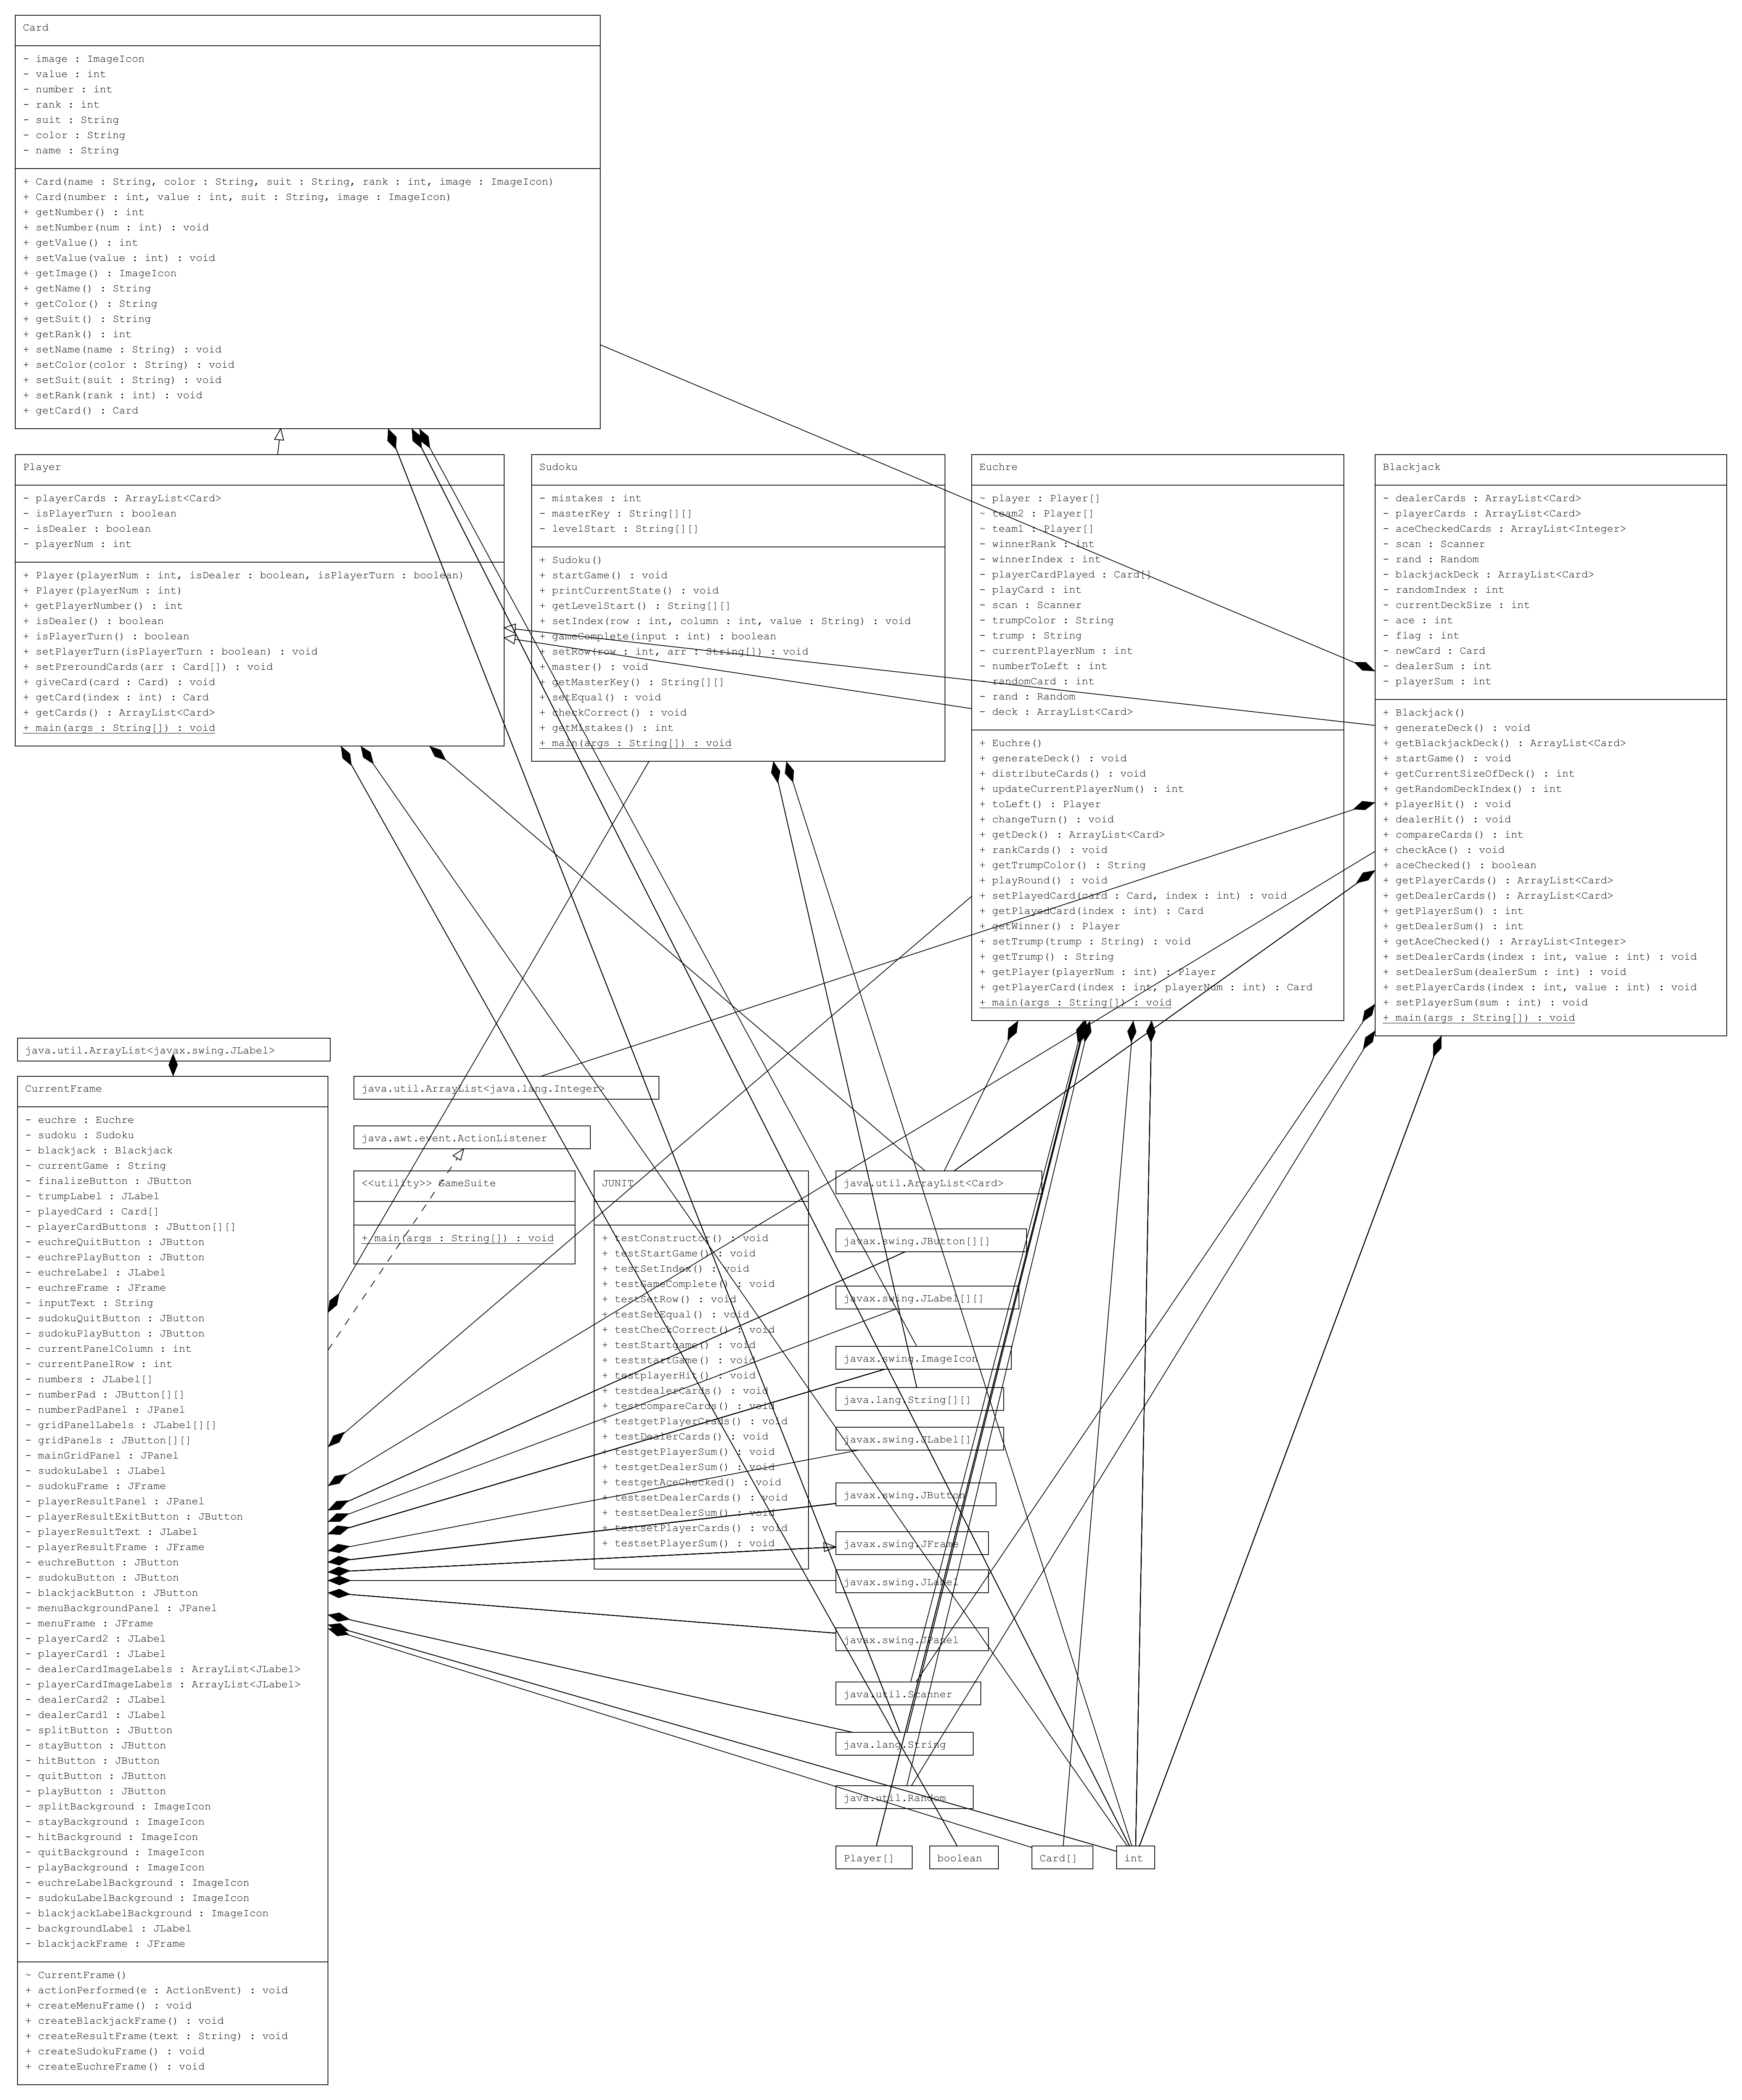 Card
- image : ImageIcon
- value : int
- number : int
- rank : int
- suit : String
- color : String
- name : String
+ Card(name : String, color : String, suit : String, rank : int, image : ImageIcon)
+ Card(number : int, value : int, suit : String, image : ImageIcon)
+ getNumber() : int
+ setNumber(num : int) : void
+ getValue() : int
+ setValue(value : int) : void
+ getImage() : ImageIcon
+ getName() : String
+ getColor() : String
+ getSuit() : String
+ getRank() : int
+ setName(name : String) : void
+ setColor(color : String) : void
+ setSuit(suit : String) : void
+ setRank(rank : int) : void
+ getCard() : Card
Player
- playerCards : ArrayList<Card>
- isPlayerTurn : boolean
- isDealer : boolean
- playerNum : int
+ Player(playerNum : int, isDealer : boolean, isPlayerTurn : boolean)
+ Player(playerNum : int)
+ getPlayerNumber() : int
+ isDealer() : boolean
+ isPlayerTurn() : boolean
+ setPlayerTurn(isPlayerTurn : boolean) : void
+ setPreroundCards(arr : Card[]) : void
+ giveCard(card : Card) : void
+ getCard(index : int) : Card
+ getCards() : ArrayList<Card>
+ main(args : String[]) : void
Sudoku
- mistakes : int
- masterKey : String[][]
- levelStart : String[][]
+ Sudoku()
+ startGame() : void
+ printCurrentState() : void
+ getLevelStart() : String[][]
+ setIndex(row : int, column : int, value : String) : void
+ gameComplete(input : int) : boolean
+ setRow(row : int, arr : String[]) : void
+ master() : void
+ getMasterKey() : String[][]
+ setEqual() : void
+ checkCorrect() : void
+ getMistakes() : int
+ main(args : String[]) : void
Euchre
~ player : Player[]
~ team2 : Player[]
~ team1 : Player[]
- winnerRank : int
- winnerIndex : int
- playerCardPlayed : Card[]
- playCard : int
- scan : Scanner
- trumpColor : String
- trump : String
- currentPlayerNum : int
- numberToLeft : int
- randomCard : int
- rand : Random
- deck : ArrayList<Card>
+ Euchre()
+ generateDeck() : void
+ distributeCards() : void
+ updateCurrentPlayerNum() : int
+ toLeft() : Player
+ changeTurn() : void
+ getDeck() : ArrayList<Card>
+ rankCards() : void
+ getTrumpColor() : String
+ playRound() : void
+ setPlayedCard(card : Card, index : int) : void
+ getPlayedCard(index : int) : Card
+ getWinner() : Player
+ setTrump(trump : String) : void
+ getTrump() : String
+ getPlayer(playerNum : int) : Player
+ getPlayerCard(index : int, playerNum : int) : Card
+ main(args : String[]) : void
Blackjack
- dealerCards : ArrayList<Card>
- playerCards : ArrayList<Card>
- aceCheckedCards : ArrayList<Integer>
- scan : Scanner
- rand : Random
- blackjackDeck : ArrayList<Card>
- randomIndex : int
- currentDeckSize : int
- ace : int
- flag : int
- newCard : Card
- dealerSum : int
- playerSum : int
+ Blackjack()
+ generateDeck() : void
+ getBlackjackDeck() : ArrayList<Card>
+ startGame() : void
+ getCurrentSizeOfDeck() : int
+ getRandomDeckIndex() : int
+ playerHit() : void
+ dealerHit() : void
+ compareCards() : int
+ checkAce() : void
+ aceChecked() : boolean
+ getPlayerCards() : ArrayList<Card>
+ getDealerCards() : ArrayList<Card>
+ getPlayerSum() : int
+ getDealerSum() : int
+ getAceChecked() : ArrayList<Integer>
+ setDealerCards(index : int, value : int) : void
+ setDealerSum(dealerSum : int) : void
+ setPlayerCards(index : int, value : int) : void
+ setPlayerSum(sum : int) : void
+ main(args : String[]) : void
java.util.ArrayList<javax.swing.JLabel>
CurrentFrame
- euchre : Euchre
- sudoku : Sudoku
- blackjack : Blackjack
- currentGame : String
- finalizeButton : JButton
- trumpLabel : JLabel
- playedCard : Card[]
- playerCardButtons : JButton[][]
- euchreQuitButton : JButton
- euchrePlayButton : JButton
- euchreLabel : JLabel
- euchreFrame : JFrame
- inputText : String
- sudokuQuitButton : JButton
- sudokuPlayButton : JButton
- currentPanelColumn : int
- currentPanelRow : int
- numbers : JLabel[]
- numberPad : JButton[][]
- numberPadPanel : JPanel
- gridPanelLabels : JLabel[][]
- gridPanels : JButton[][]
- mainGridPanel : JPanel
- sudokuLabel : JLabel
- sudokuFrame : JFrame
- playerResultPanel : JPanel
- playerResultExitButton : JButton
- playerResultText : JLabel
- playerResultFrame : JFrame
- euchreButton : JButton
- sudokuButton : JButton
- blackjackButton : JButton
- menuBackgroundPanel : JPanel
- menuFrame : JFrame
- playerCard2 : JLabel
- playerCard1 : JLabel
- dealerCardImageLabels : ArrayList<JLabel>
- playerCardImageLabels : ArrayList<JLabel>
- dealerCard2 : JLabel
- dealerCard1 : JLabel
- splitButton : JButton
- stayButton : JButton
- hitButton : JButton
- quitButton : JButton
- playButton : JButton
- splitBackground : ImageIcon
- stayBackground : ImageIcon
- hitBackground : ImageIcon
- quitBackground : ImageIcon
- playBackground : ImageIcon
- euchreLabelBackground : ImageIcon
- sudokuLabelBackground : ImageIcon
- blackjackLabelBackground : ImageIcon
- backgroundLabel : JLabel
- blackjackFrame : JFrame
~ CurrentFrame()
+ actionPerformed(e : ActionEvent) : void
+ createMenuFrame() : void
+ createBlackjackFrame() : void
+ createResultFrame(text : String) : void
+ createSudokuFrame() : void
+ createEuchreFrame() : void
java.util.ArrayList<java.lang.Integer>
java.awt.event.ActionListener
<<utility>> GameSuite
+ main(args : String[]) : void
JUNIT
+ testConstructor() : void
+ testStartGame() : void
+ testSetIndex() : void
+ testGameComplete() : void
+ testSetRow() : void
+ testSetEqual() : void
+ testCheckCorrect() : void
+ testStartgame() : void
+ teststartGame() : void
+ testplayerHit() : void
+ testdealerCards() : void
+ testcompareCards() : void
+ testgetPlayerCrads() : void
+ testDealerCards() : void
+ testgetPlayerSum() : void
+ testgetDealerSum() : void
+ testgetAceChecked() : void
+ testsetDealerCards() : void
+ testsetDealerSum() : void
+ testsetPlayerCards() : void
+ testsetPlayerSum() : void
java.util.ArrayList<Card>
javax.swing.JButton[][]
javax.swing.JLabel[][]
javax.swing.ImageIcon
java.lang.String[][]
javax.swing.JLabel[]
javax.swing.JButton
javax.swing.JFrame
javax.swing.JLabel
javax.swing.JPanel
java.util.Scanner
java.lang.String
java.util.Random
Player[]
boolean
Card[]
int